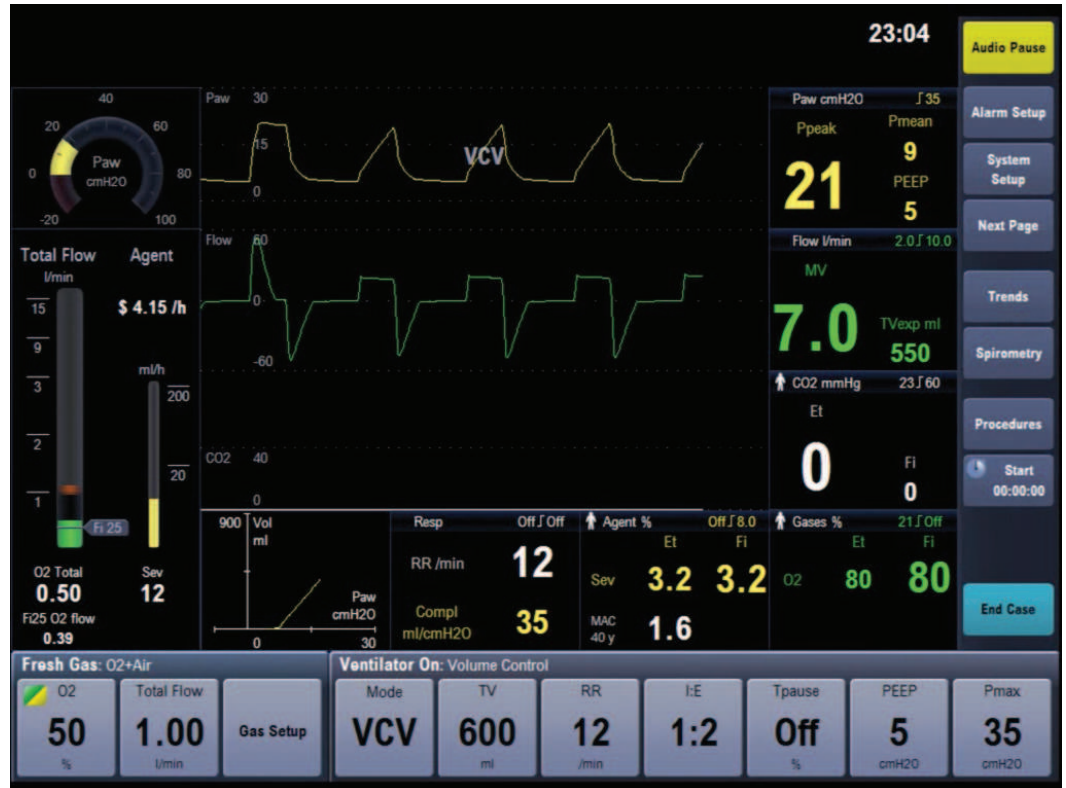 23:04
Audio Pause
Alarm Setup
System
Setup
Next Page
Trends
Spirometry
Procedures
Start
00:00:00
End Case
40
20 60
0 Paw 80
cmH2O
-20 100
Paw 30
15
0
VCV
Paw cmH2O 35
Ppeak Pmean
21 9
PEEP
5
Total Flow Agent
l/min
15
9
3
2
1
$ 4.15 /h
ml/h
200
20
Fi 25
O2 Total Sev
0.50 12
Fi25 O2 flow
0.39
Flow 60
0
-60
Flow l/min 2.0 10.0
MV
7.0 TVexp ml
550
CO2 mmHg 23 60
Et
0 Fi
0
CO2 40
0
900 Vol
ml
Paw
cmH2O
0 30
Resp Off Off
RR /min 12
Compl
ml/cmH2O 35
Agent % Off 8.0
Et Fi
Sev 3.2 3.2
MAC
40 y 1.6
Gases % 21 Off
Et Fi
O2 80 80
Fresh Gas: O2+Air
O2
50
%
Total Flow
1.00
l/min
Gas Setup
Ventilator On: Volume Control
Mode
VCV
TV
600
ml
RR
12
/min
I:E
1:2
Tpause
Off
%
PEEP
5
cmH2O
Pmax
35
cmH2O